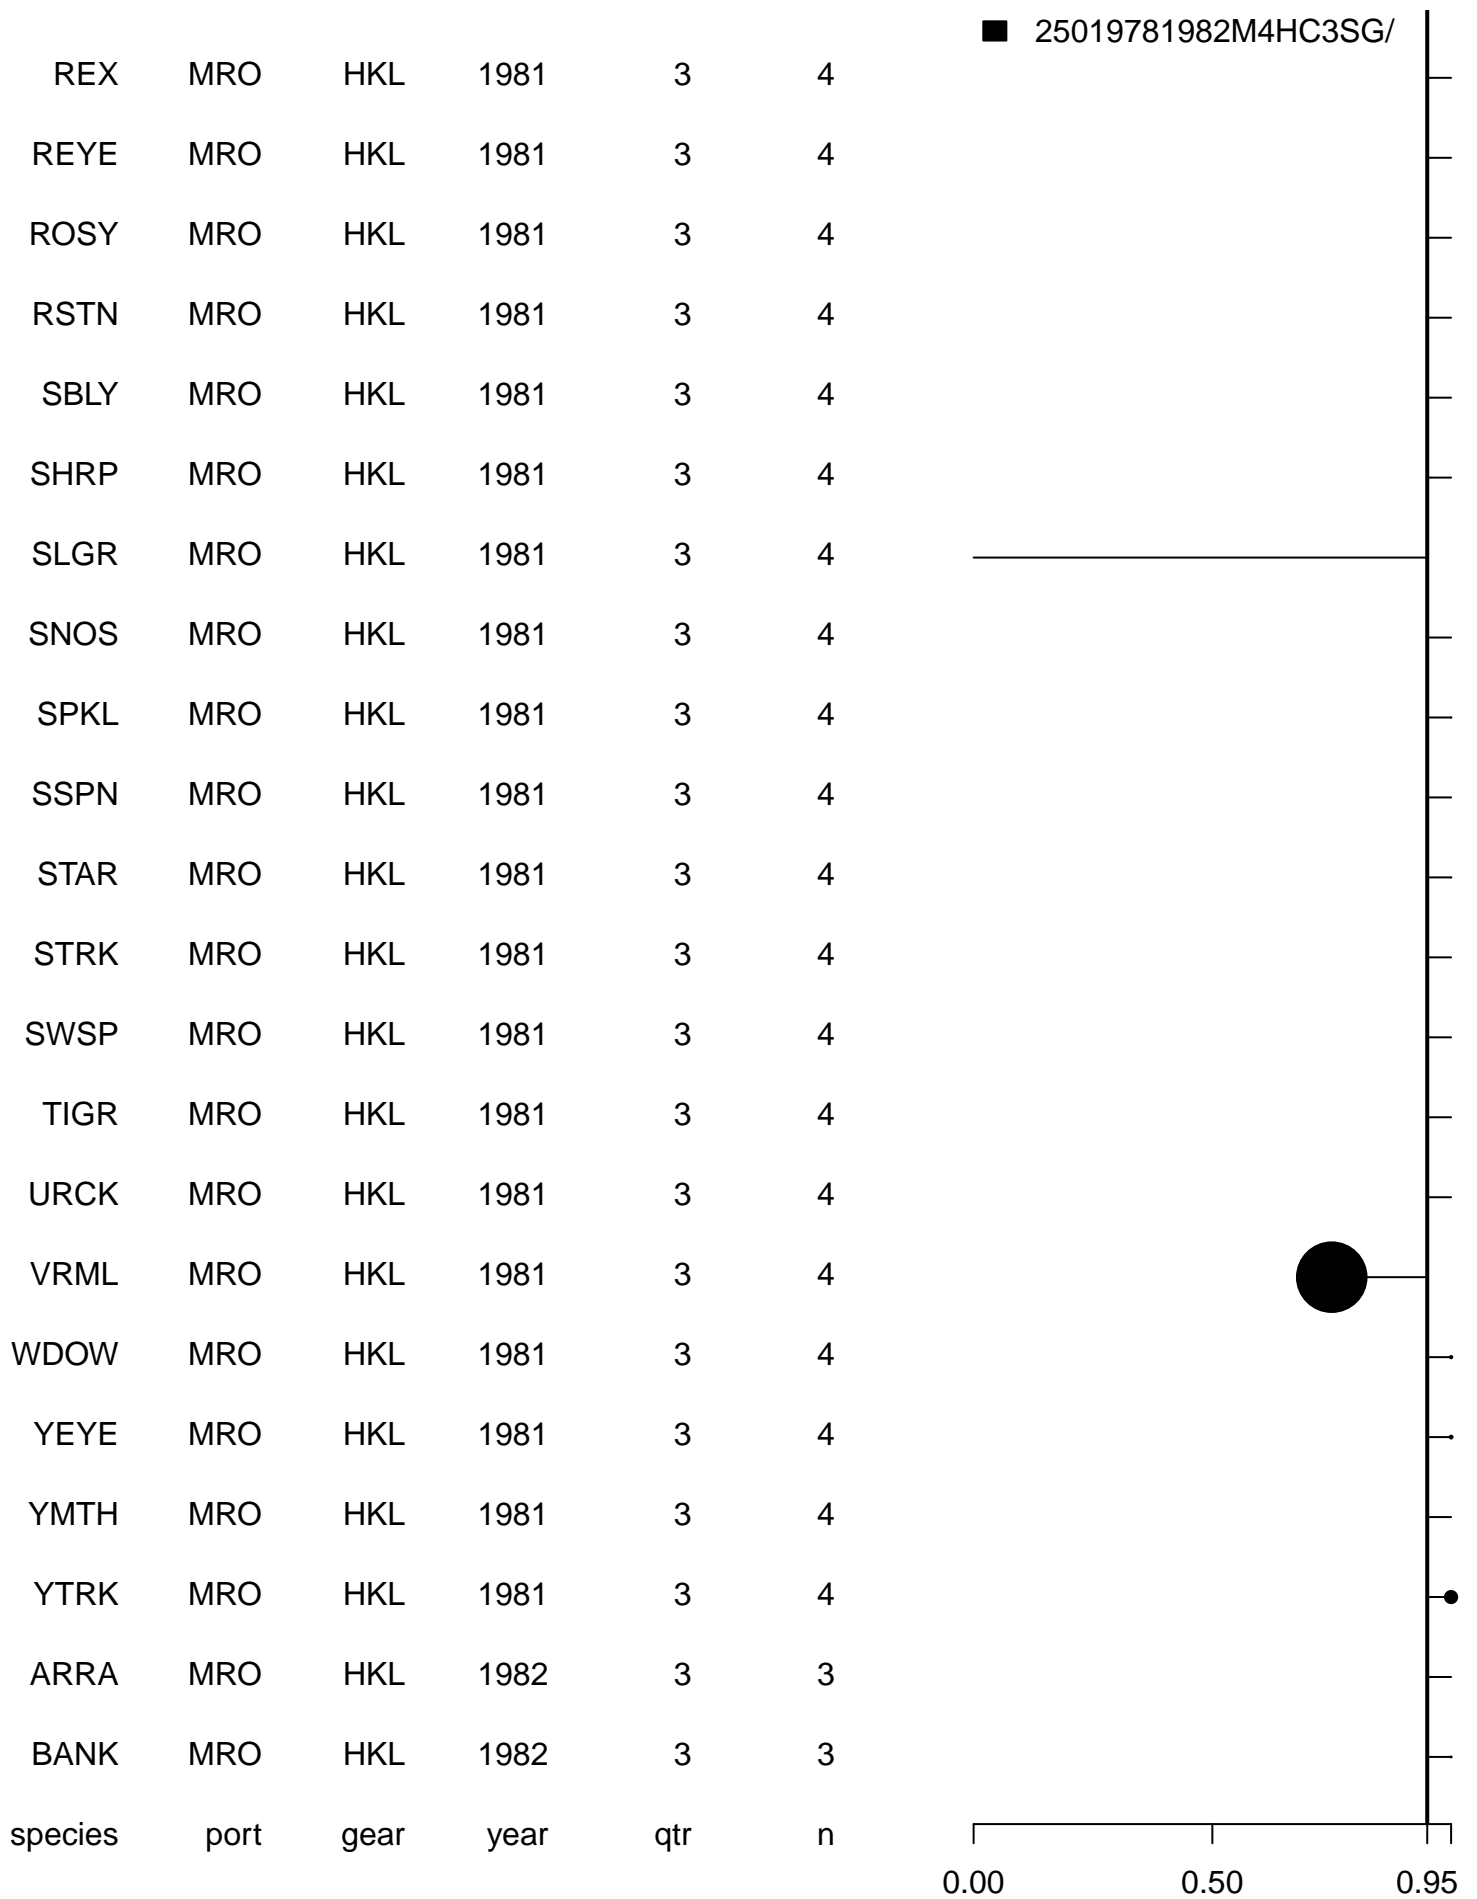 25019781982M4HC3SG/
REX MRO HKL 1981 3 4
REYE MRO HKL 1981 3 4
ROSY MRO HKL 1981 3 4
RSTN MRO HKL 1981 3 4
SBLY MRO HKL 1981 3 4
SHRP MRO HKL 1981 3 4
SLGR MRO HKL 1981 3 4
SNOS MRO HKL 1981 3 4
SPKL MRO HKL 1981 3 4
SSPN MRO HKL 1981 3 4
STAR MRO HKL 1981 3 4
STRK MRO HKL 1981 3 4
SWSP MRO HKL 1981 3 4
TIGR MRO HKL 1981 3 4
URCK MRO HKL 1981 3 4
VRML MRO HKL 1981 3 4
WDOW MRO HKL 1981 3 4
YEYE MRO HKL 1981 3 4
YMTH MRO HKL 1981 3 4
YTRK MRO HKL 1981 3 4
ARRA MRO HKL 1982 3 3
BANK MRO HKL 1982 3 3
species port gear year qtr n
0.00 0.50 0.95